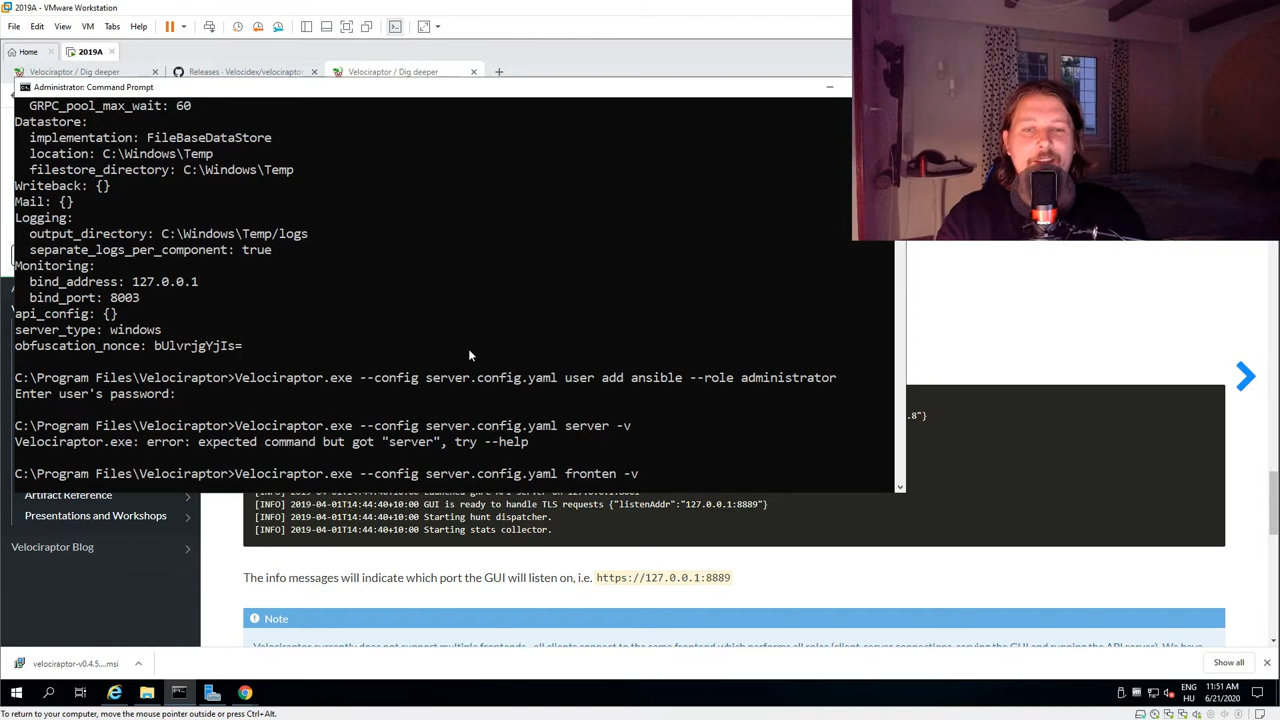 2019A - VMware Workstation
File Edit View VM Tabs Help
Home 2019A
Velociraptor / Dig deeper Releases - Velocidex/velociraptor Velociraptor / Dig deeper
Administrator: Command Prompt
GRPC_pool_max_wait: 60
Datastore:
implementation: FileBaseDataStore
location: C:\Windows\Temp
filestore_directory: C:\Windows\Temp
Writeback: {}
Mail: {}
Logging:
output_directory: C:\Windows\Temp/logs
separate_logs_per_component: true
Monitoring:
bind_address: 127.0.0.1
bind_port: 8003
api_config: {}
server_type: windows
obfuscation_nonce: bUlvrjgYjIs=
C:\Program Files\Velociraptor>Velociraptor.exe --config server.config.yaml user add ansible --role administrator
Enter user's password:
C:\Program Files\Velociraptor>Velociraptor.exe --config server.config.yaml server -v
Velociraptor.exe: error: expected command but got "server", try --help
C:\Program Files\Velociraptor>Velociraptor.exe --config server.config.yaml fronten -v
.8"}
Artifact Reference
Presentations and Workshops
Velociraptor Blog
[INFO] 2019-04-01T14:44:40+10:00 GUI is ready to handle TLS requests {"listenAddr":"127.0.0.1:8889"}
[INFO] 2019-04-01T14:44:40+10:00 Starting hunt dispatcher.
[INFO] 2019-04-01T14:44:40+10:00 Starting stats collector.
The info messages will indicate which port the GUI will listen on, i.e. https://127.0.0.1:8889
Note
velociraptor-v0.4.5....msi
Show all
ENG
HU
11:51 AM
6/21/2020
To return to your computer, move the mouse pointer outside or press Ctrl+Alt.